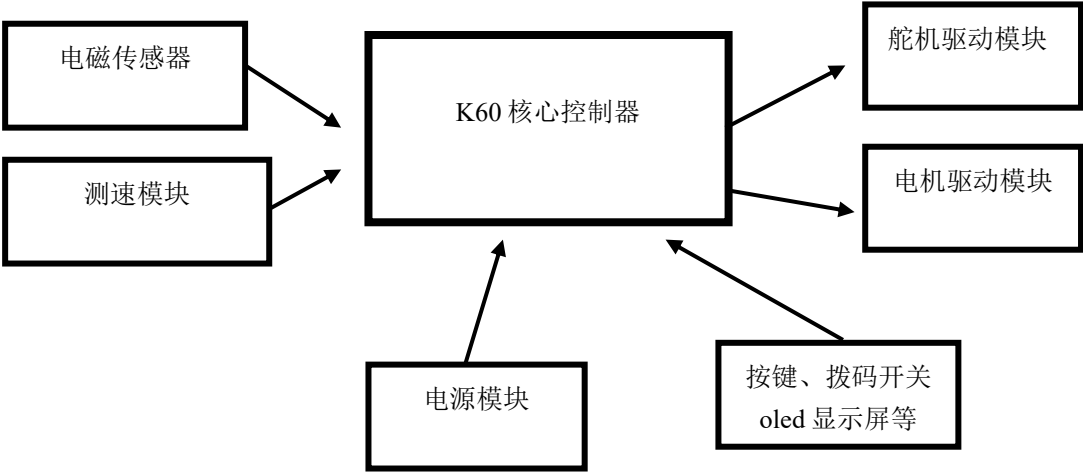 电磁传感器
K60 核心控制器
舵机驱动模块
测速模块
电机驱动模块
电源模块
按键、拨码开关
oled 显示屏等